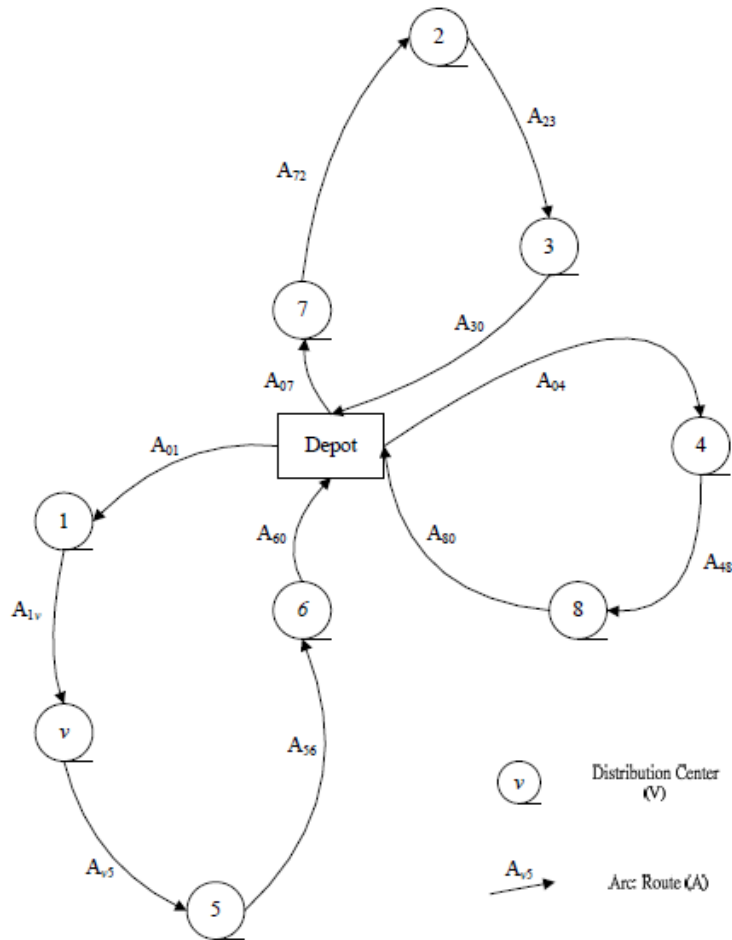 2
A23
A72
3
7
A30
A07
A04
Depot
4
A01
1
A60
A80
A48
6
8
A1v
v
A56
v
Distribution Center
(V)
Av5
Av5
Arc Route (A)
5